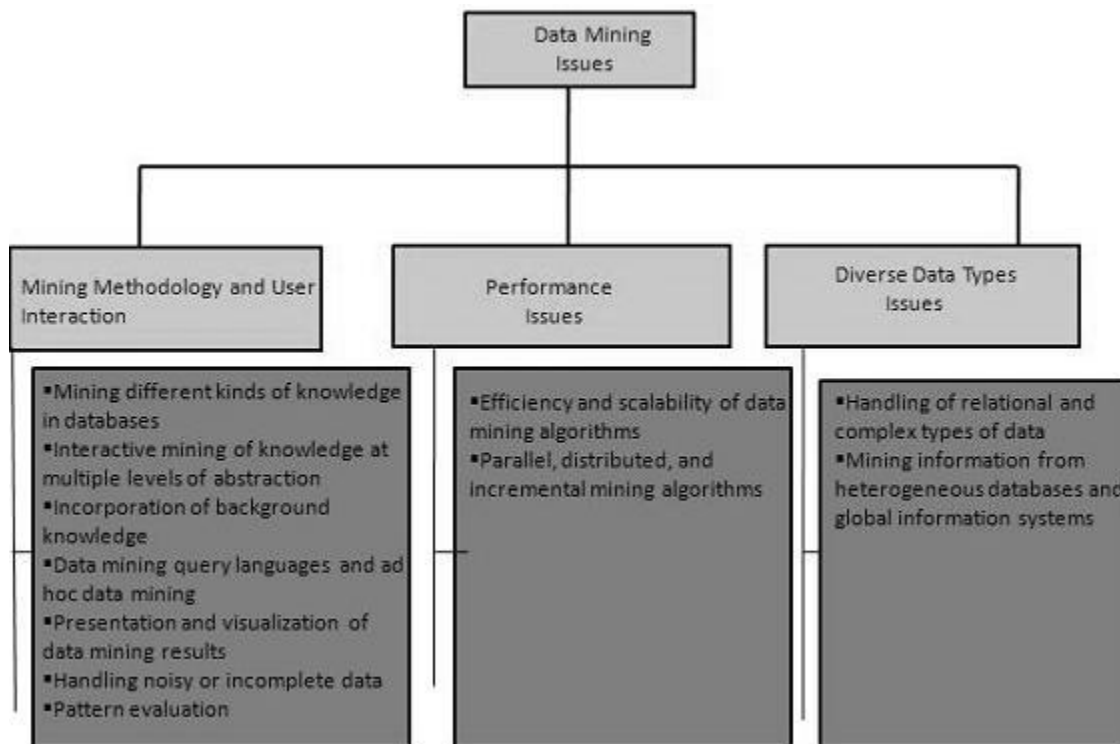 Data Mining
Issues
Mining Methodology and User
Interaction
Performance
Issues
Diverse Data Types
Issues
▪Mining different kinds of knowledge
in databases
▪Interactive mining of knowledge at
multiple levels of abstraction
▪Incorporation of background
knowledge
▪Data mining query languages and ad
hoc data mining
▪Presentation and visualization of
data mining results
▪Handling noisy or incomplete data
▪Pattern evaluation
▪Efficiency and scalability of data
mining algorithms
▪Parallel, distributed, and
incremental mining algorithms
▪Handling of relational and
complex types of data
▪Mining information from
heterogeneous databases and
global information systems